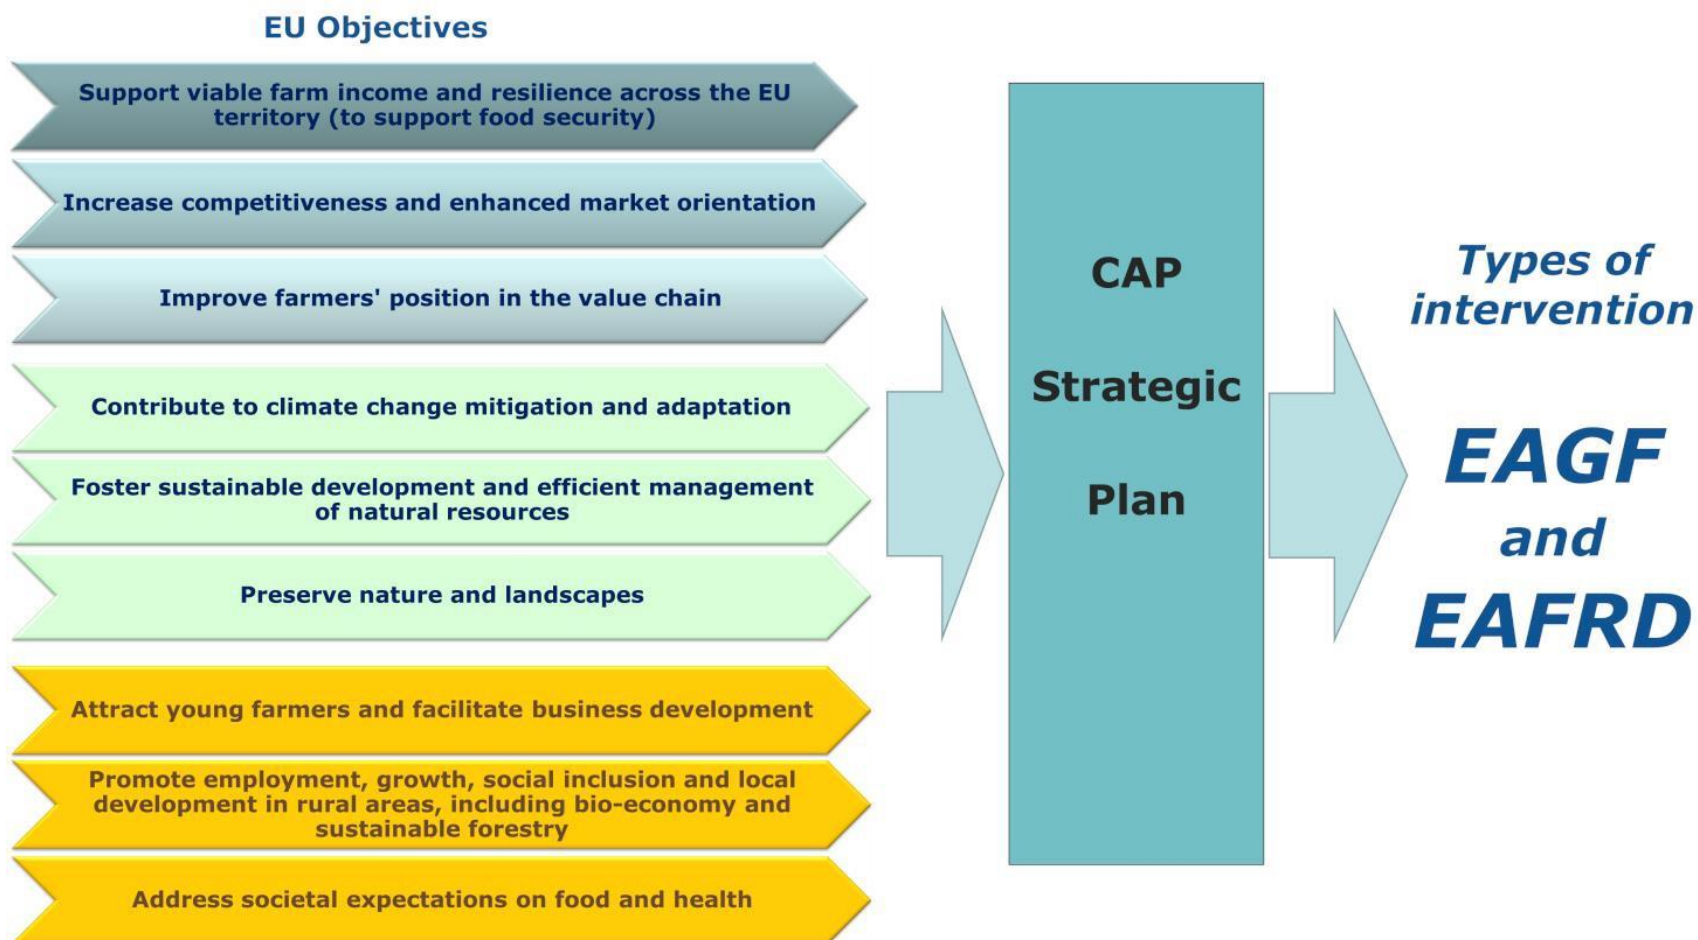 EU Objectives
Support viable farm income and resilience across the EU
territory (to support food security)
Increase competitiveness and enhanced market orientation
Improve farmers' position in the value chain
Contribute to climate change mitigation and adaptation
Foster sustainable development and efficient management
of natural resources
Preserve nature and landscapes
Attract young farmers and facilitate business development
Promote employment, growth, social inclusion and local
development in rural areas, including bio-economy and
sustainable forestry
Address societal expectations on food and health
CAP
Strategic
Plan
Types of
intervention
EAGF
and
EAFRD